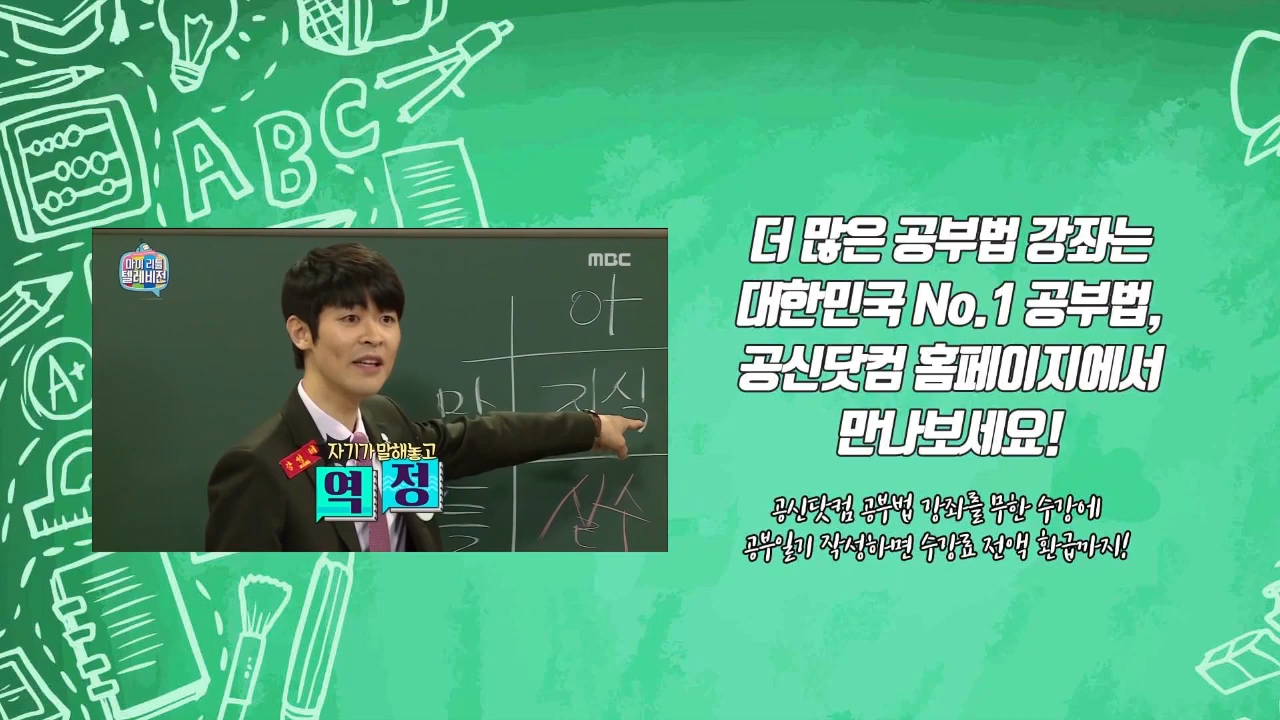 ABC
A+
마이 리틀
텔레비전
MBC
아
지식
실수
자기가 말해놓고
역정
더 많은 공부법 강좌는
대한민국 No.1 공부법,
공신닷컴 홈페이지에서
만나보세요!
공신닷컴 공부법 강좌를 무한 수강에
공부일기 작성하면 수강료 전액 환급까지!